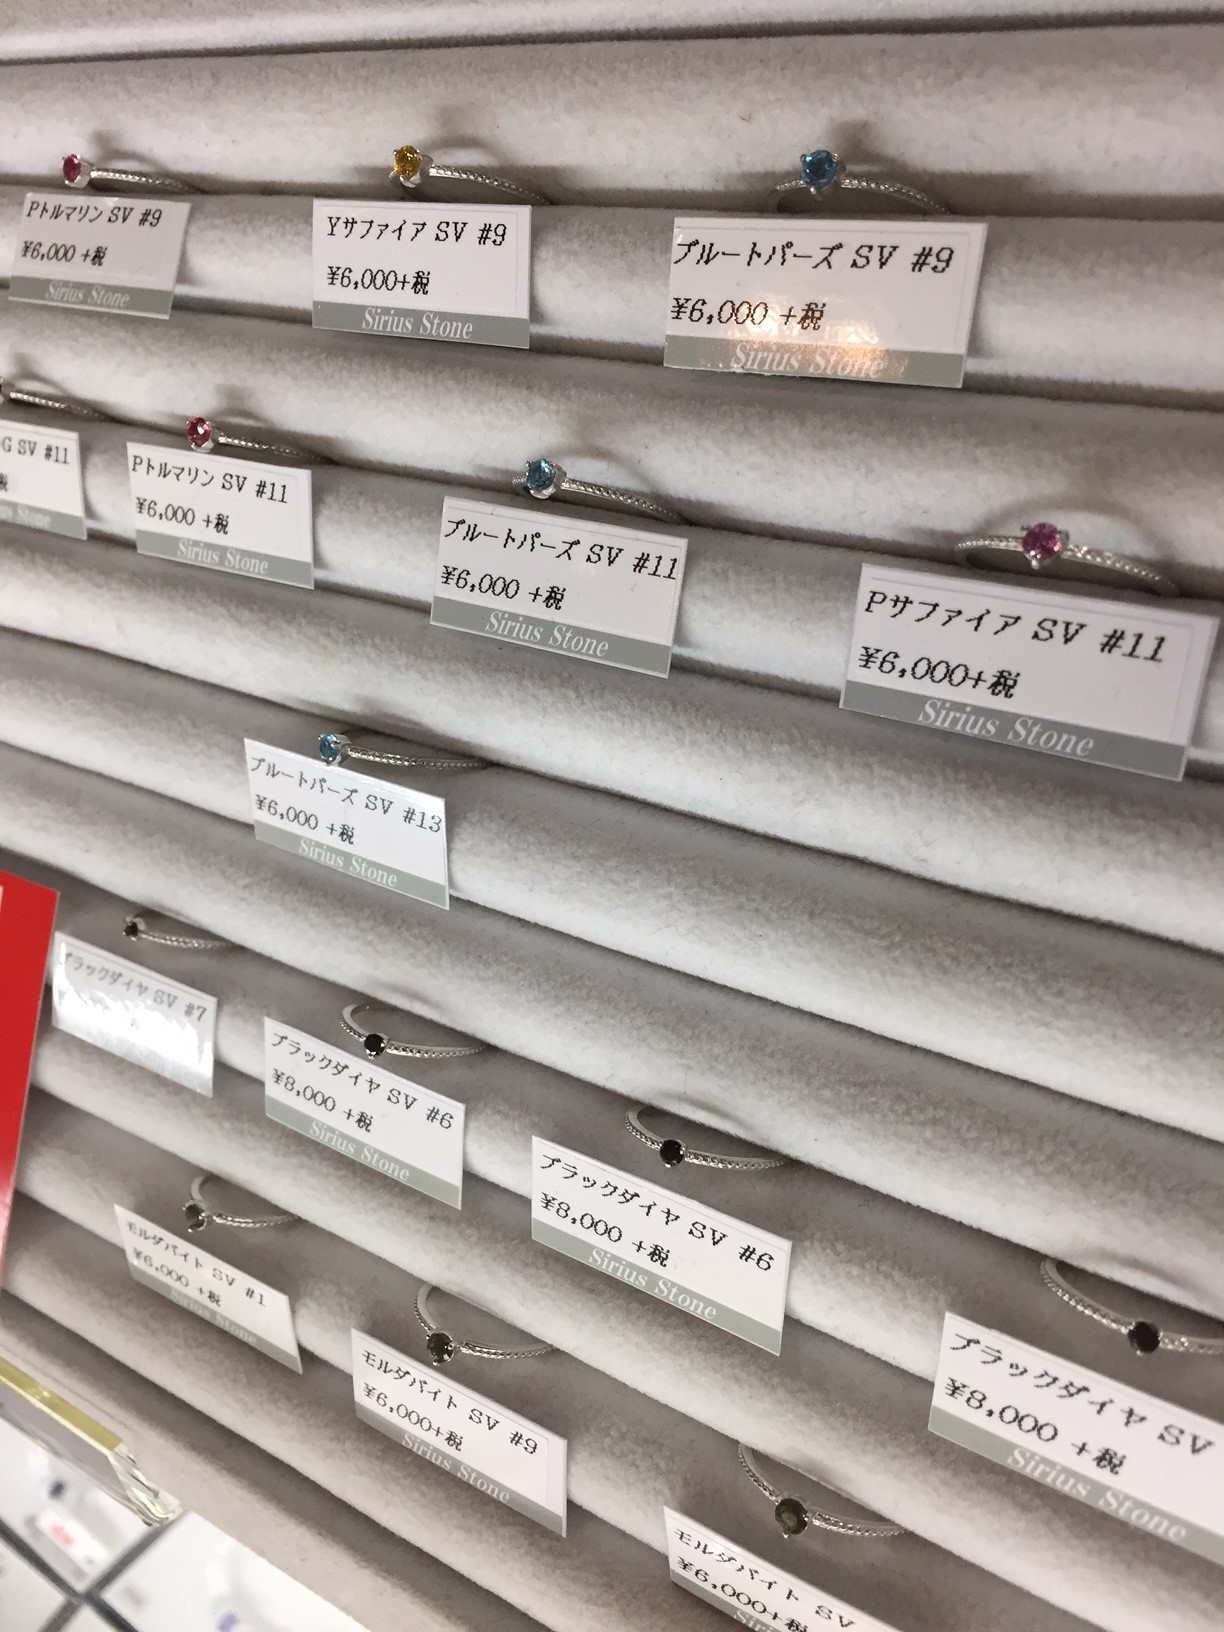 Pトルマリン SV #9
¥6,000 +税
Sirius Stone
Yサファイア SV #9
¥6,000+税
Sirius Stone
ブルートパーズ SV #9
¥6,000 +税
Sirius Stone
G SV #11
税
Stone
Pトルマリン SV #11
¥6,000 +税
Sirius Stone
ブルートパーズ SV #11
¥6,000 +税
Sirius Stone
Pサファイア SV #11
¥6,000+税
Sirius Stone
ブルートパーズ SV #13
¥6,000 +税
Sirius Stone
ブラックダイヤ SV #7
ブラックダイヤ SV #6
¥8,000 +税
Sirius Stone
ブラックダイヤ SV #6
¥8,000 +税
Sirius Stone
ブラックダイヤ SV
¥8,000 +税
Sirius Stone
モルダバイト SV #1
¥6,000 +税
Sirius Stone
モルダバイト SV #9
¥6,000+税
Sirius Stone
モルダバイト SV
¥6,000+税